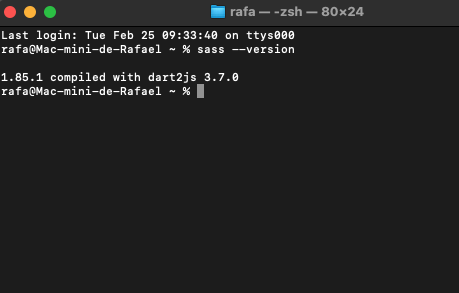 rafa — -zsh — 80×24
Last login: Tue Feb 25 09:33:40 on ttys000
rafa@Mac-mini-de-Rafael ~ % sass --version
1.85.1 compiled with dart2js 3.7.0
rafa@Mac-mini-de-Rafael ~ %